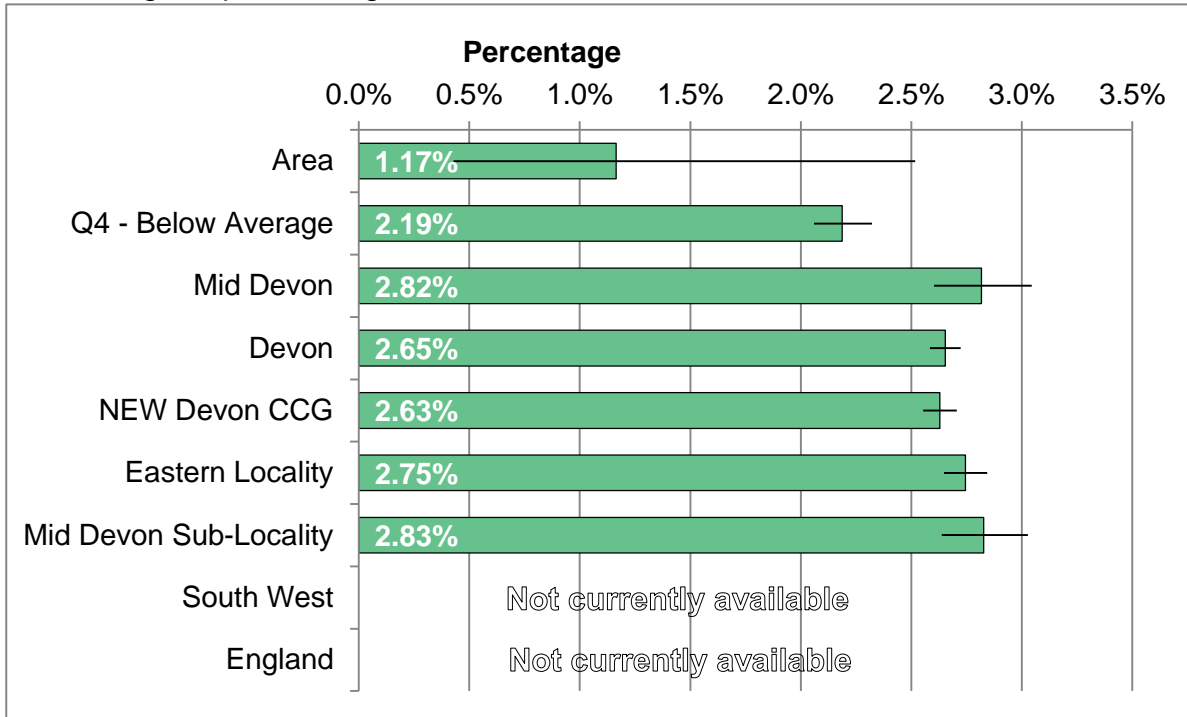 Percentage
0.0% 0.5% 1.0% 1.5% 2.0% 2.5% 3.0% 3.5%
Area 1.17%
Q4 - Below Average 2.19%
Mid Devon 2.82%
Devon 2.65%
NEW Devon CCG 2.63%
Eastern Locality 2.75%
Mid Devon Sub-Locality 2.83%
South West Not currently available
England Not currently available